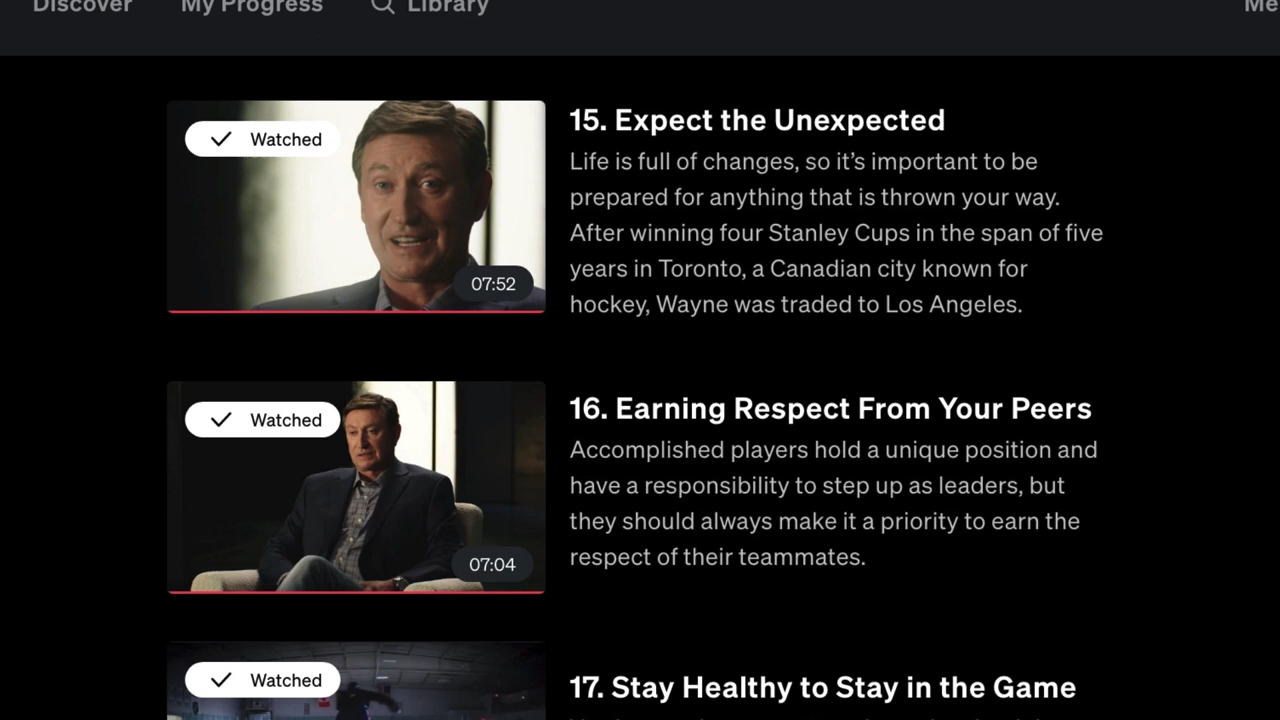 Discover My Progress Library Me
Watched
07:52
15. Expect the Unexpected
Life is full of changes, so it’s important to be
prepared for anything that is thrown your way.
After winning four Stanley Cups in the span of five
years in Toronto, a Canadian city known for
hockey, Wayne was traded to Los Angeles.
Watched
07:04
16. Earning Respect From Your Peers
Accomplished players hold a unique position and
have a responsibility to step up as leaders, but
they should always make it a priority to earn the
respect of their teammates.
Watched
17. Stay Healthy to Stay in the Game